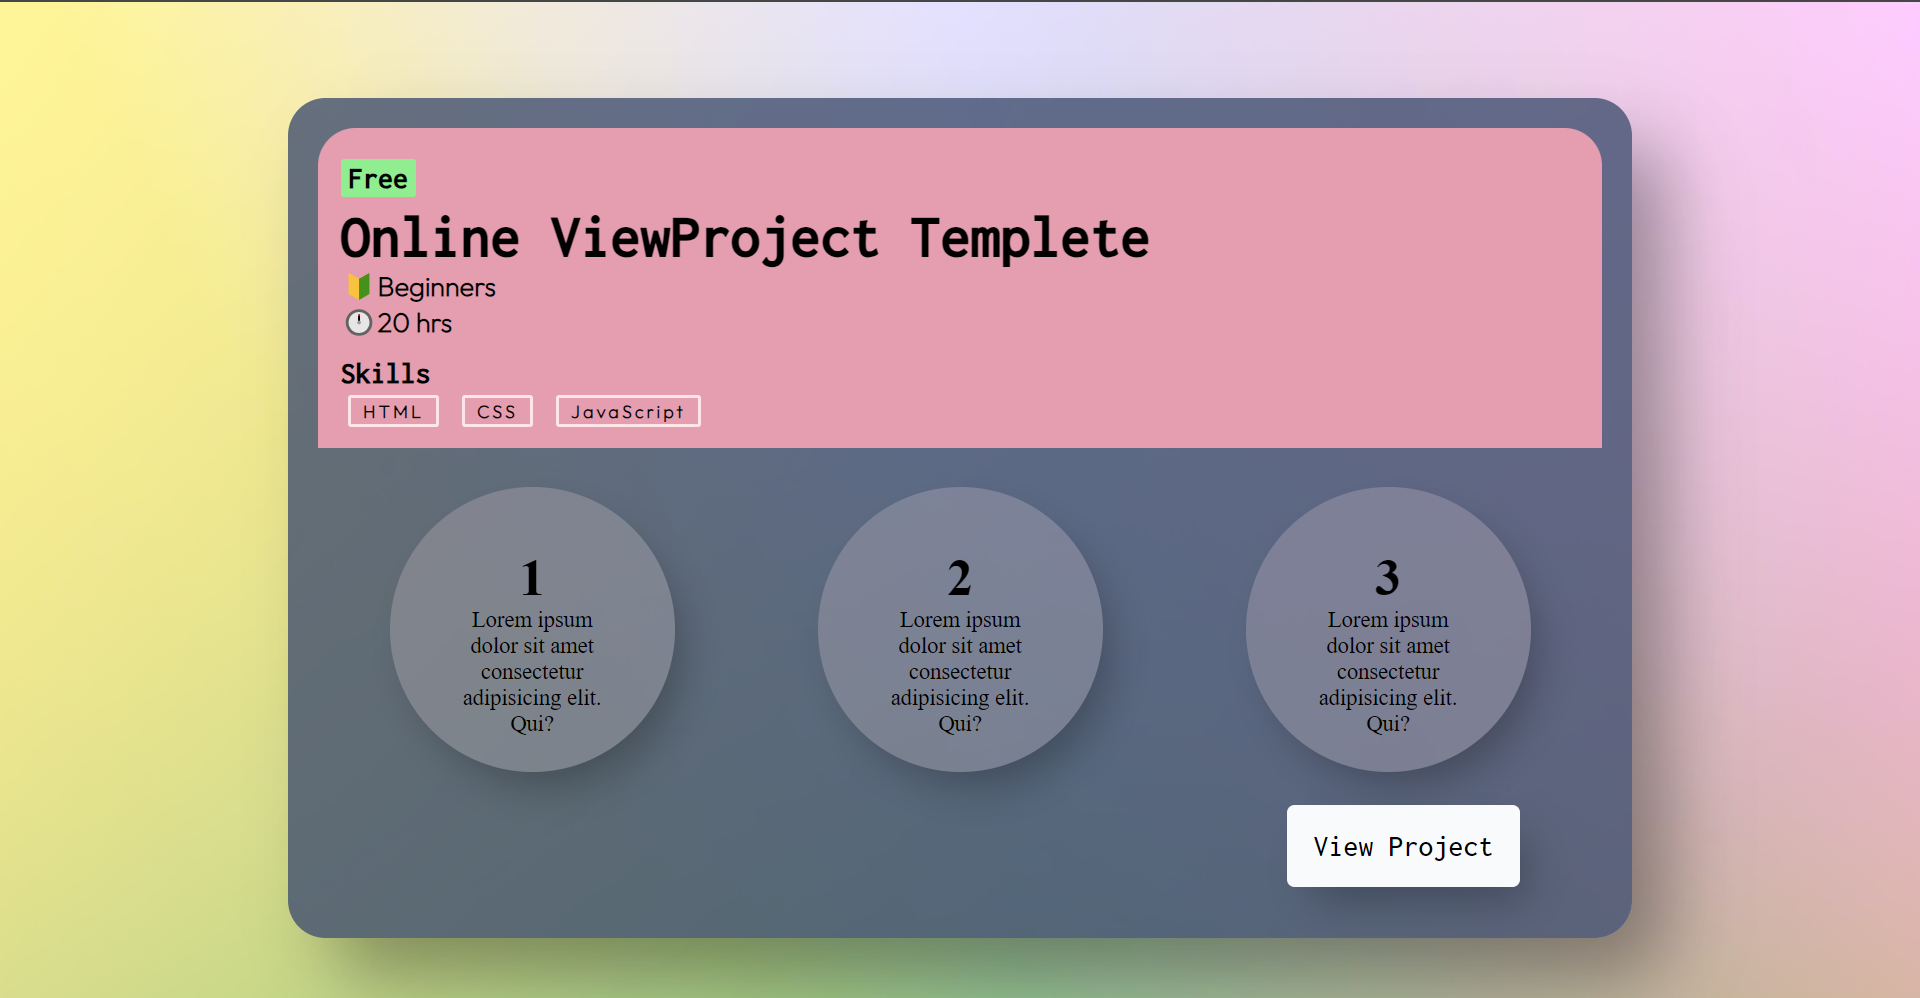 Free
Online ViewProject Templete
Beginners
20 hrs
Skills
HTML CSS JavaScript
1
Lorem ipsum
dolor sit amet
consectetur
adipisicing elit.
Qui?
2
Lorem ipsum
dolor sit amet
consectetur
adipisicing elit.
Qui?
3
Lorem ipsum
dolor sit amet
consectetur
adipisicing elit.
Qui?
View Project